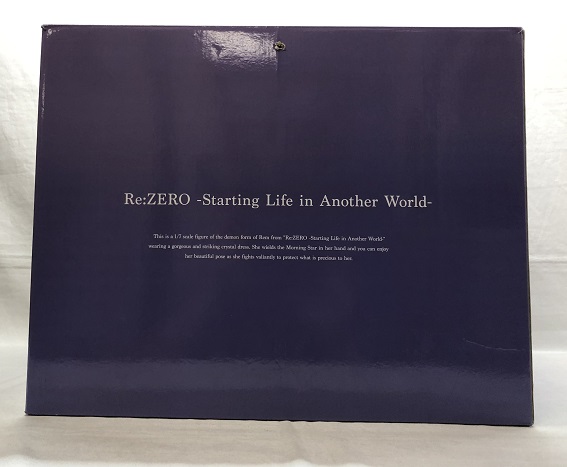 Re:ZERO -Starting Life in Another World-
This is a 1/7 scale figure of the demon form of Rem from "Re:ZERO -Starting Life in Another World-"
wearing a gorgeous and striking crystal dress. She wields the Morning Star in her hand and you can enjoy
her beautiful pose as she fights valiantly to protect what is precious to her.